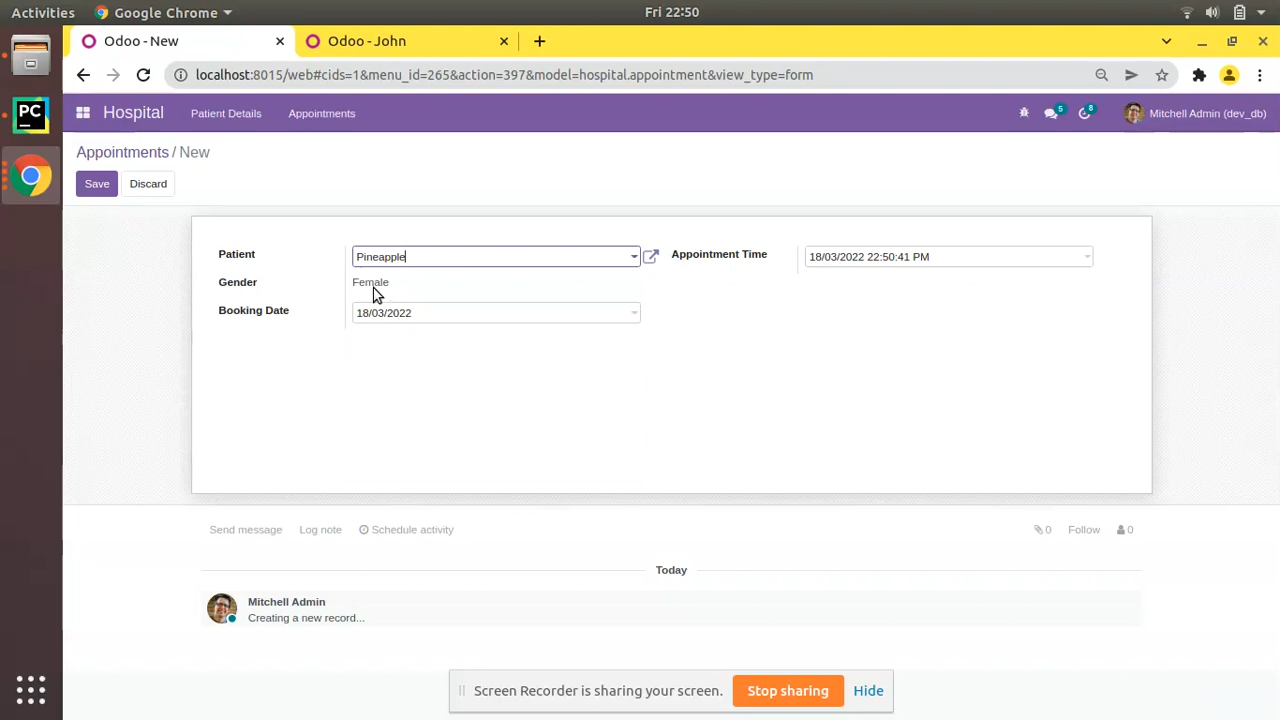 Activities
Google Chrome
Fri 22:50
Odoo - New
Odoo - John
localhost:8015/web#cids=1&menu_id=265&action=397&model=hospital.appointment&view_type=form
PC
Hospital
Patient Details
Appointments
5
8
Mitchell Admin (dev_db)
Appointments / New
Save
Discard
Patient
Pineapple
Appointment Time
18/03/2022 22:50:41 PM
Gender
Female
Booking Date
18/03/2022
Send message
Log note
Schedule activity
0
Follow
0
Today
Mitchell Admin
Creating a new record...
Screen Recorder is sharing your screen.
Stop sharing
Hide